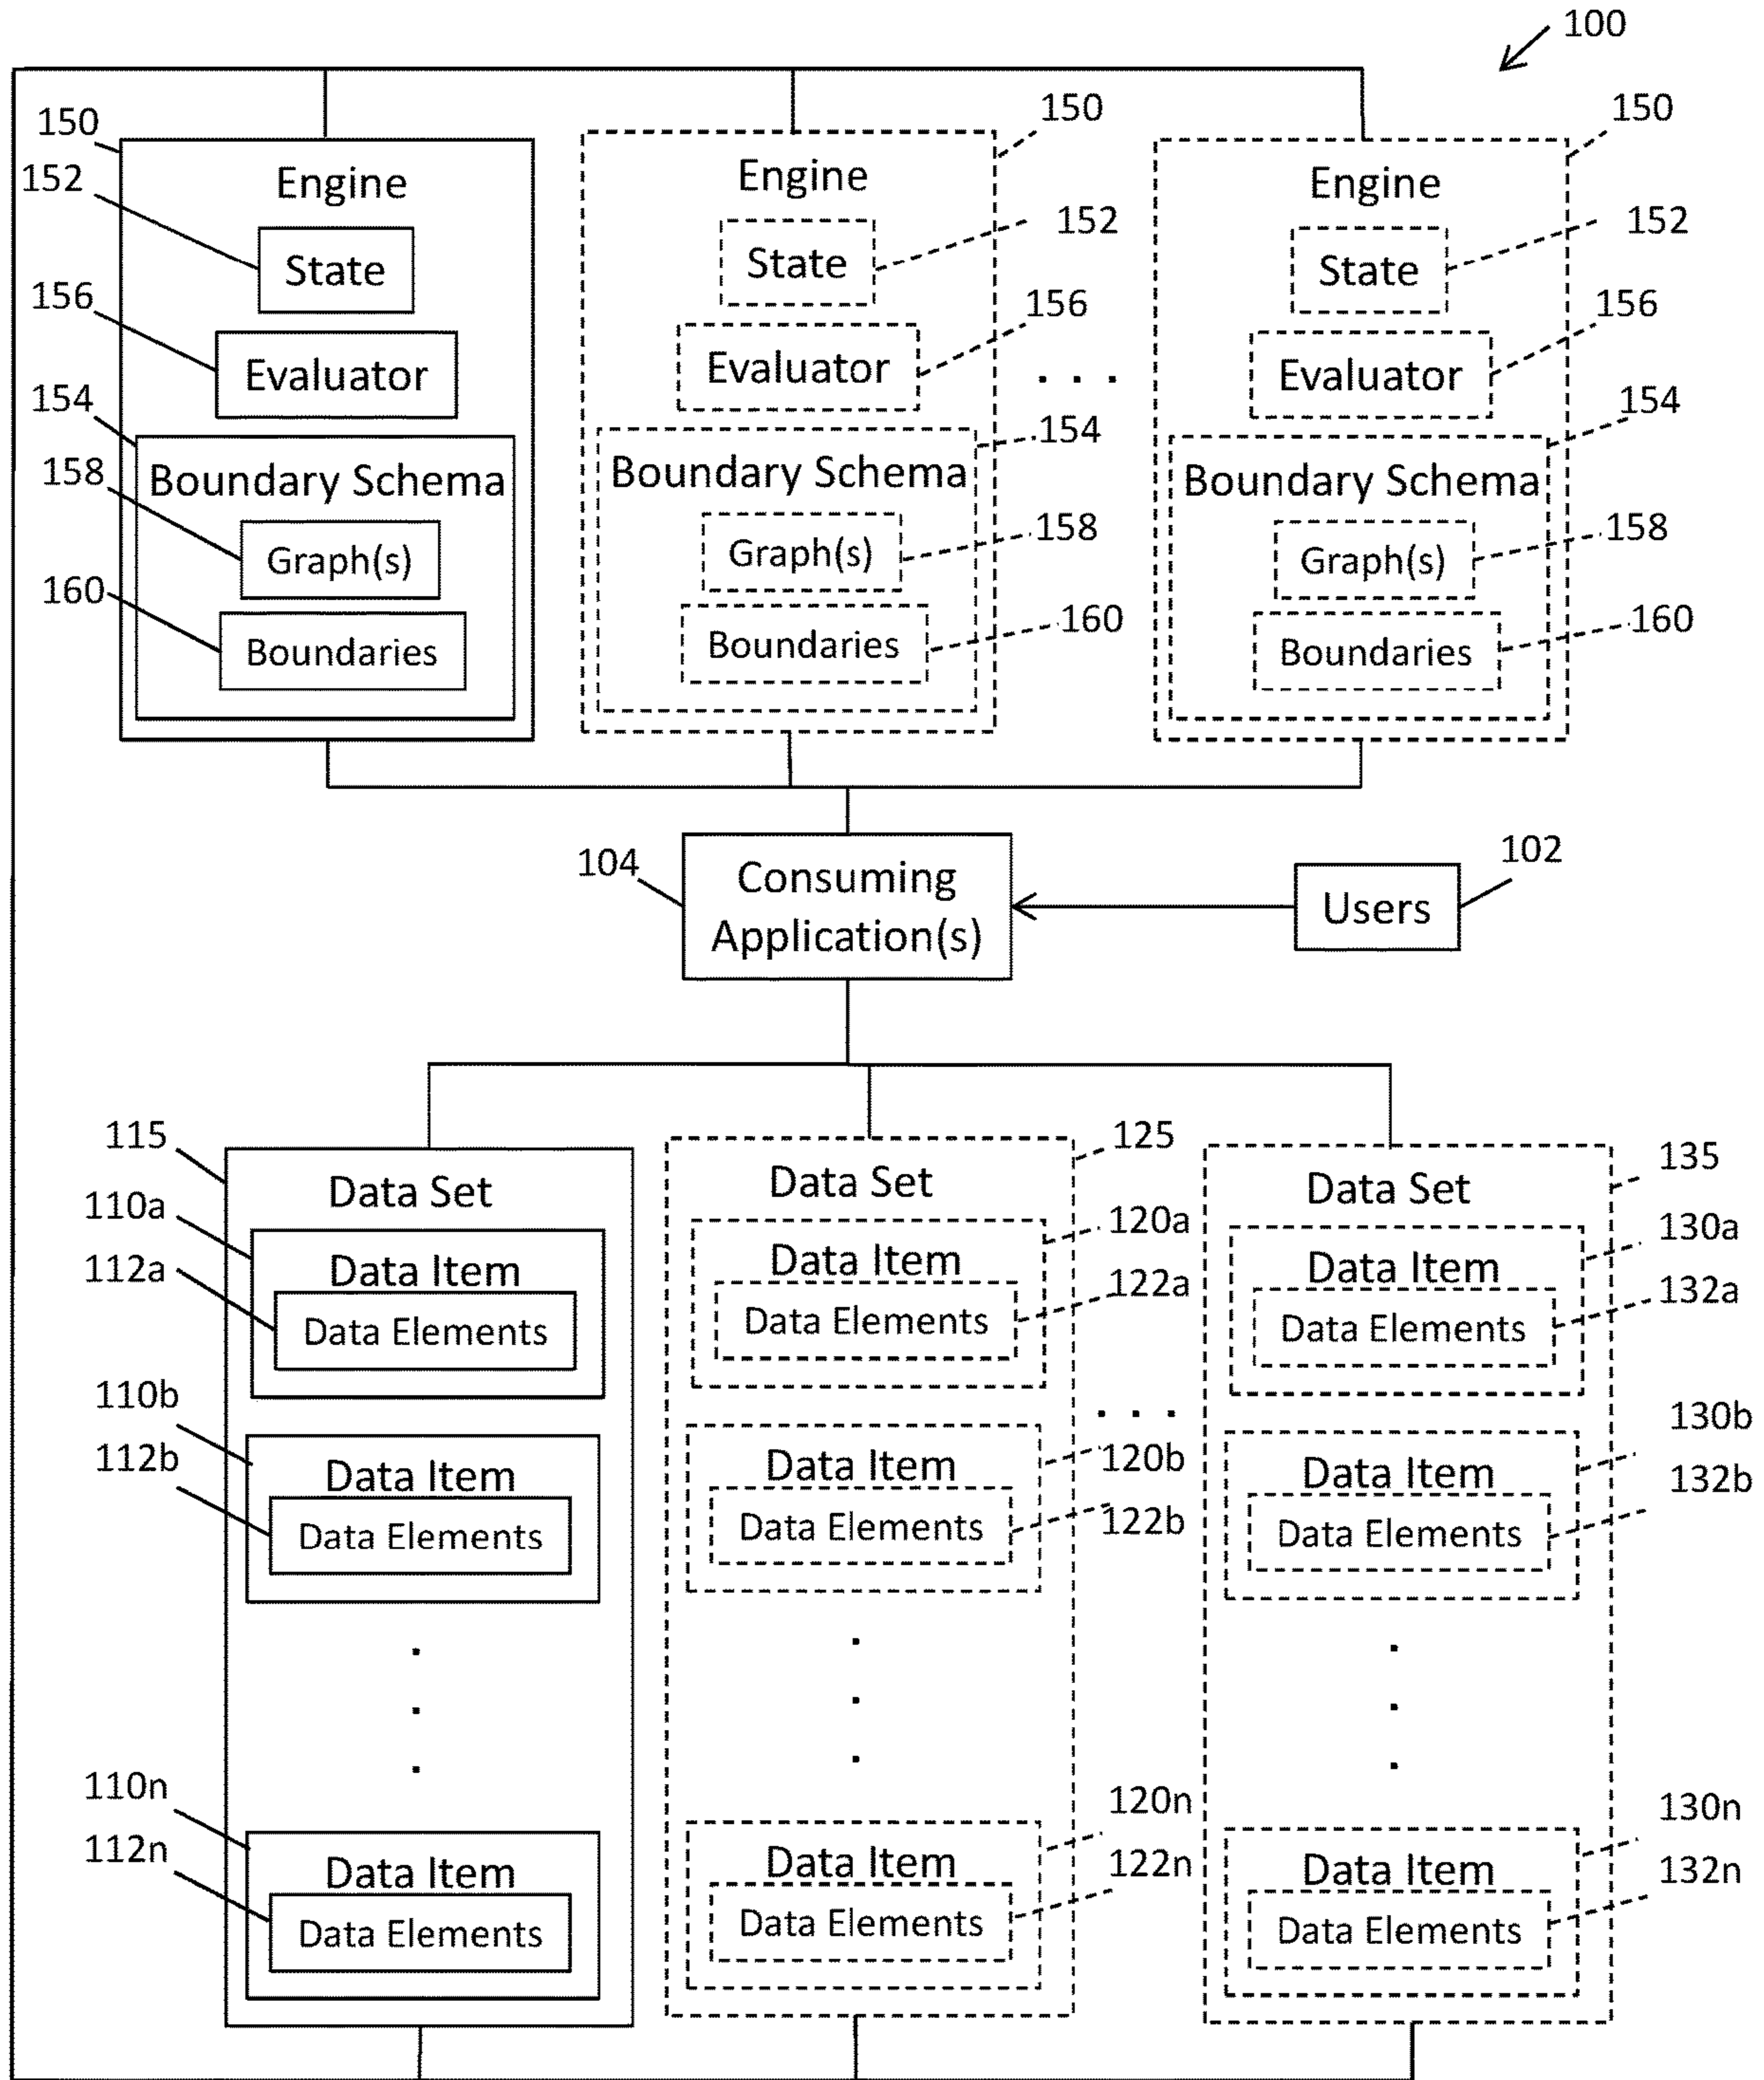 100
150
150
150
152
Engine
Engine
Engine
152
152
State
State
State
156
156
156
Evaluator
Evaluator
Evaluator
. . .
154
154
154
158
Boundary Schema
Boundary Schema
Boundary Schema
158
158
Graph(s)
Graph(s)
Graph(s)
160
160
160
Boundaries
Boundaries
Boundaries
104
Consuming
Application(s)
102
Users
115
125
135
Data Set
Data Set
Data Set
110a
120a
130a
Data Item
Data Item
Data Item
112a
122a
132a
Data Elements
Data Elements
Data Elements
110b
. . .
130b
Data Item
Data Item
Data Item
112b
120b
132b
Data Elements
Data Elements
Data Elements
122b
.
.
.
.
.
.
.
.
.
110n
120n
130n
Data Item
Data Item
Data Item
112n
122n
132n
Data Elements
Data Elements
Data Elements